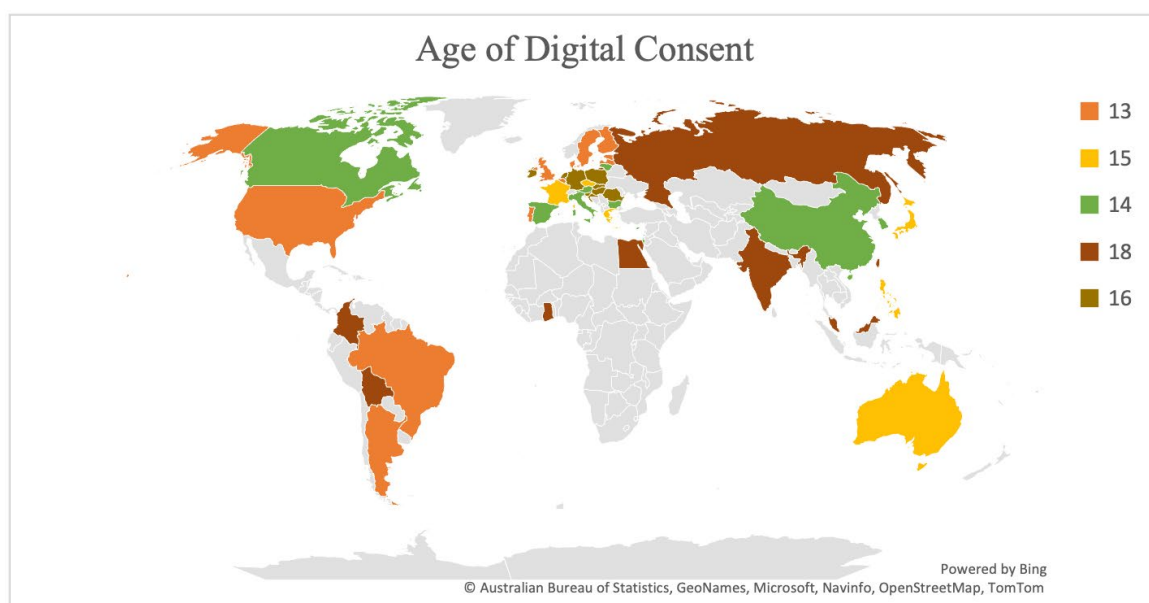 Age of Digital Consent
13
15
14
18
16
Powered by Bing
© Australian Bureau of Statistics, GeoNames, Microsoft, Navinfo, OpenStreetMap, TomTom